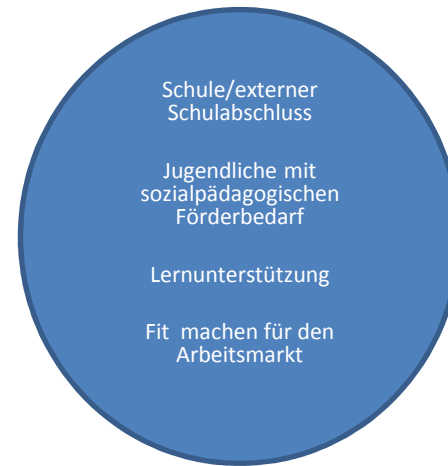 Schule/externer
Schulabschluss
Jugendliche mit
sozialpädagogischen
Förderbedarf
Lernunterstützung
Fit  machen für den
Arbeitsmarkt